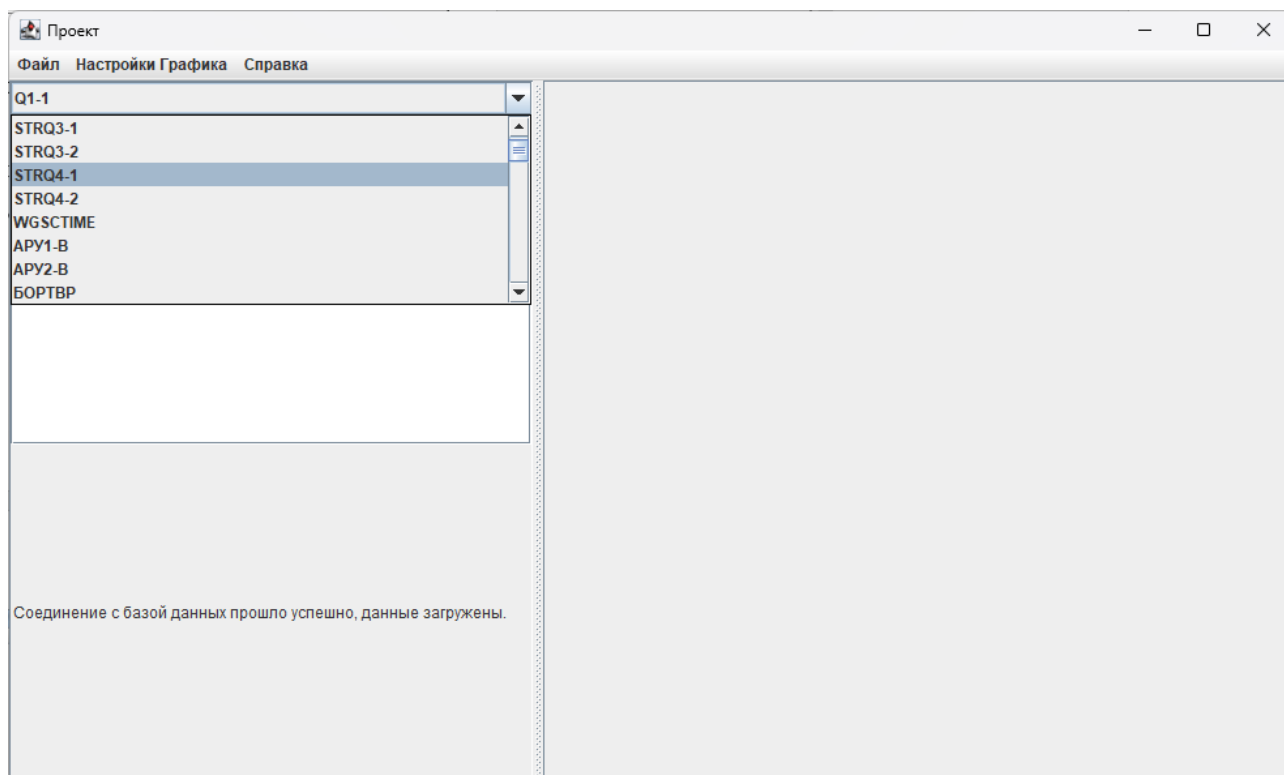 Проект
Файл Настройки Графика Справка
Q1-1
STRQ3-1
STRQ3-2
STRQ4-1
STRQ4-2
WGSCTIME
АРУ1-В
АРУ2-В
БОРТВР
Соединение с базой данных прошло успешно, данные загружены.